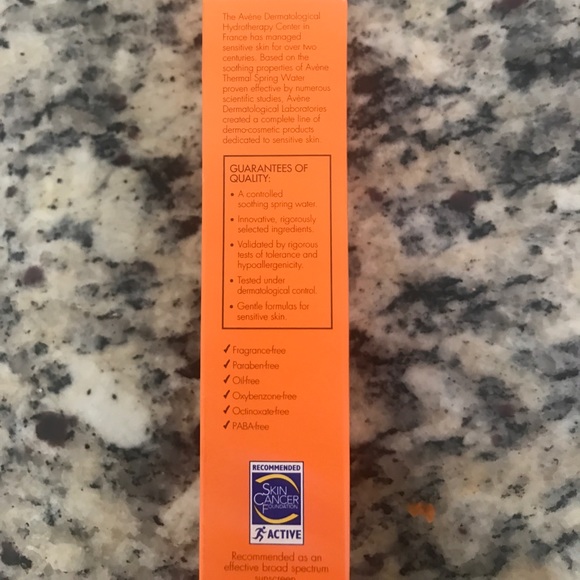 The Avène Dermatological
Hydrotherapy Center in
France has managed
sensitive skin for over two
centuries. Based on the
soothing properties of Avène
Thermal Spring Water
proven effective by numerous
scientific studies, Avène
Dermatological Laboratories
created a complete line of
dermo-cosmetic products
dedicated to sensitive skin.
GUARANTEES OF
QUALITY:
• A controlled
soothing spring water.
• Innovative, rigorously
selected ingredients.
• Validated by rigorous
tests of tolerance and
hypoallergenicity.
• Tested under
dermatological control.
• Gentle formulas for
sensitive skin.
✓ Fragrance-free
✓ Paraben-free
✓ Oil-free
✓ Oxybenzone-free
✓ Octinoxate-free
✓ PABA-free
RECOMMENDED
SKIN
CANCER
FOUNDATION
ACTIVE
Recommended as an
effective broad spectrum
sunscreen